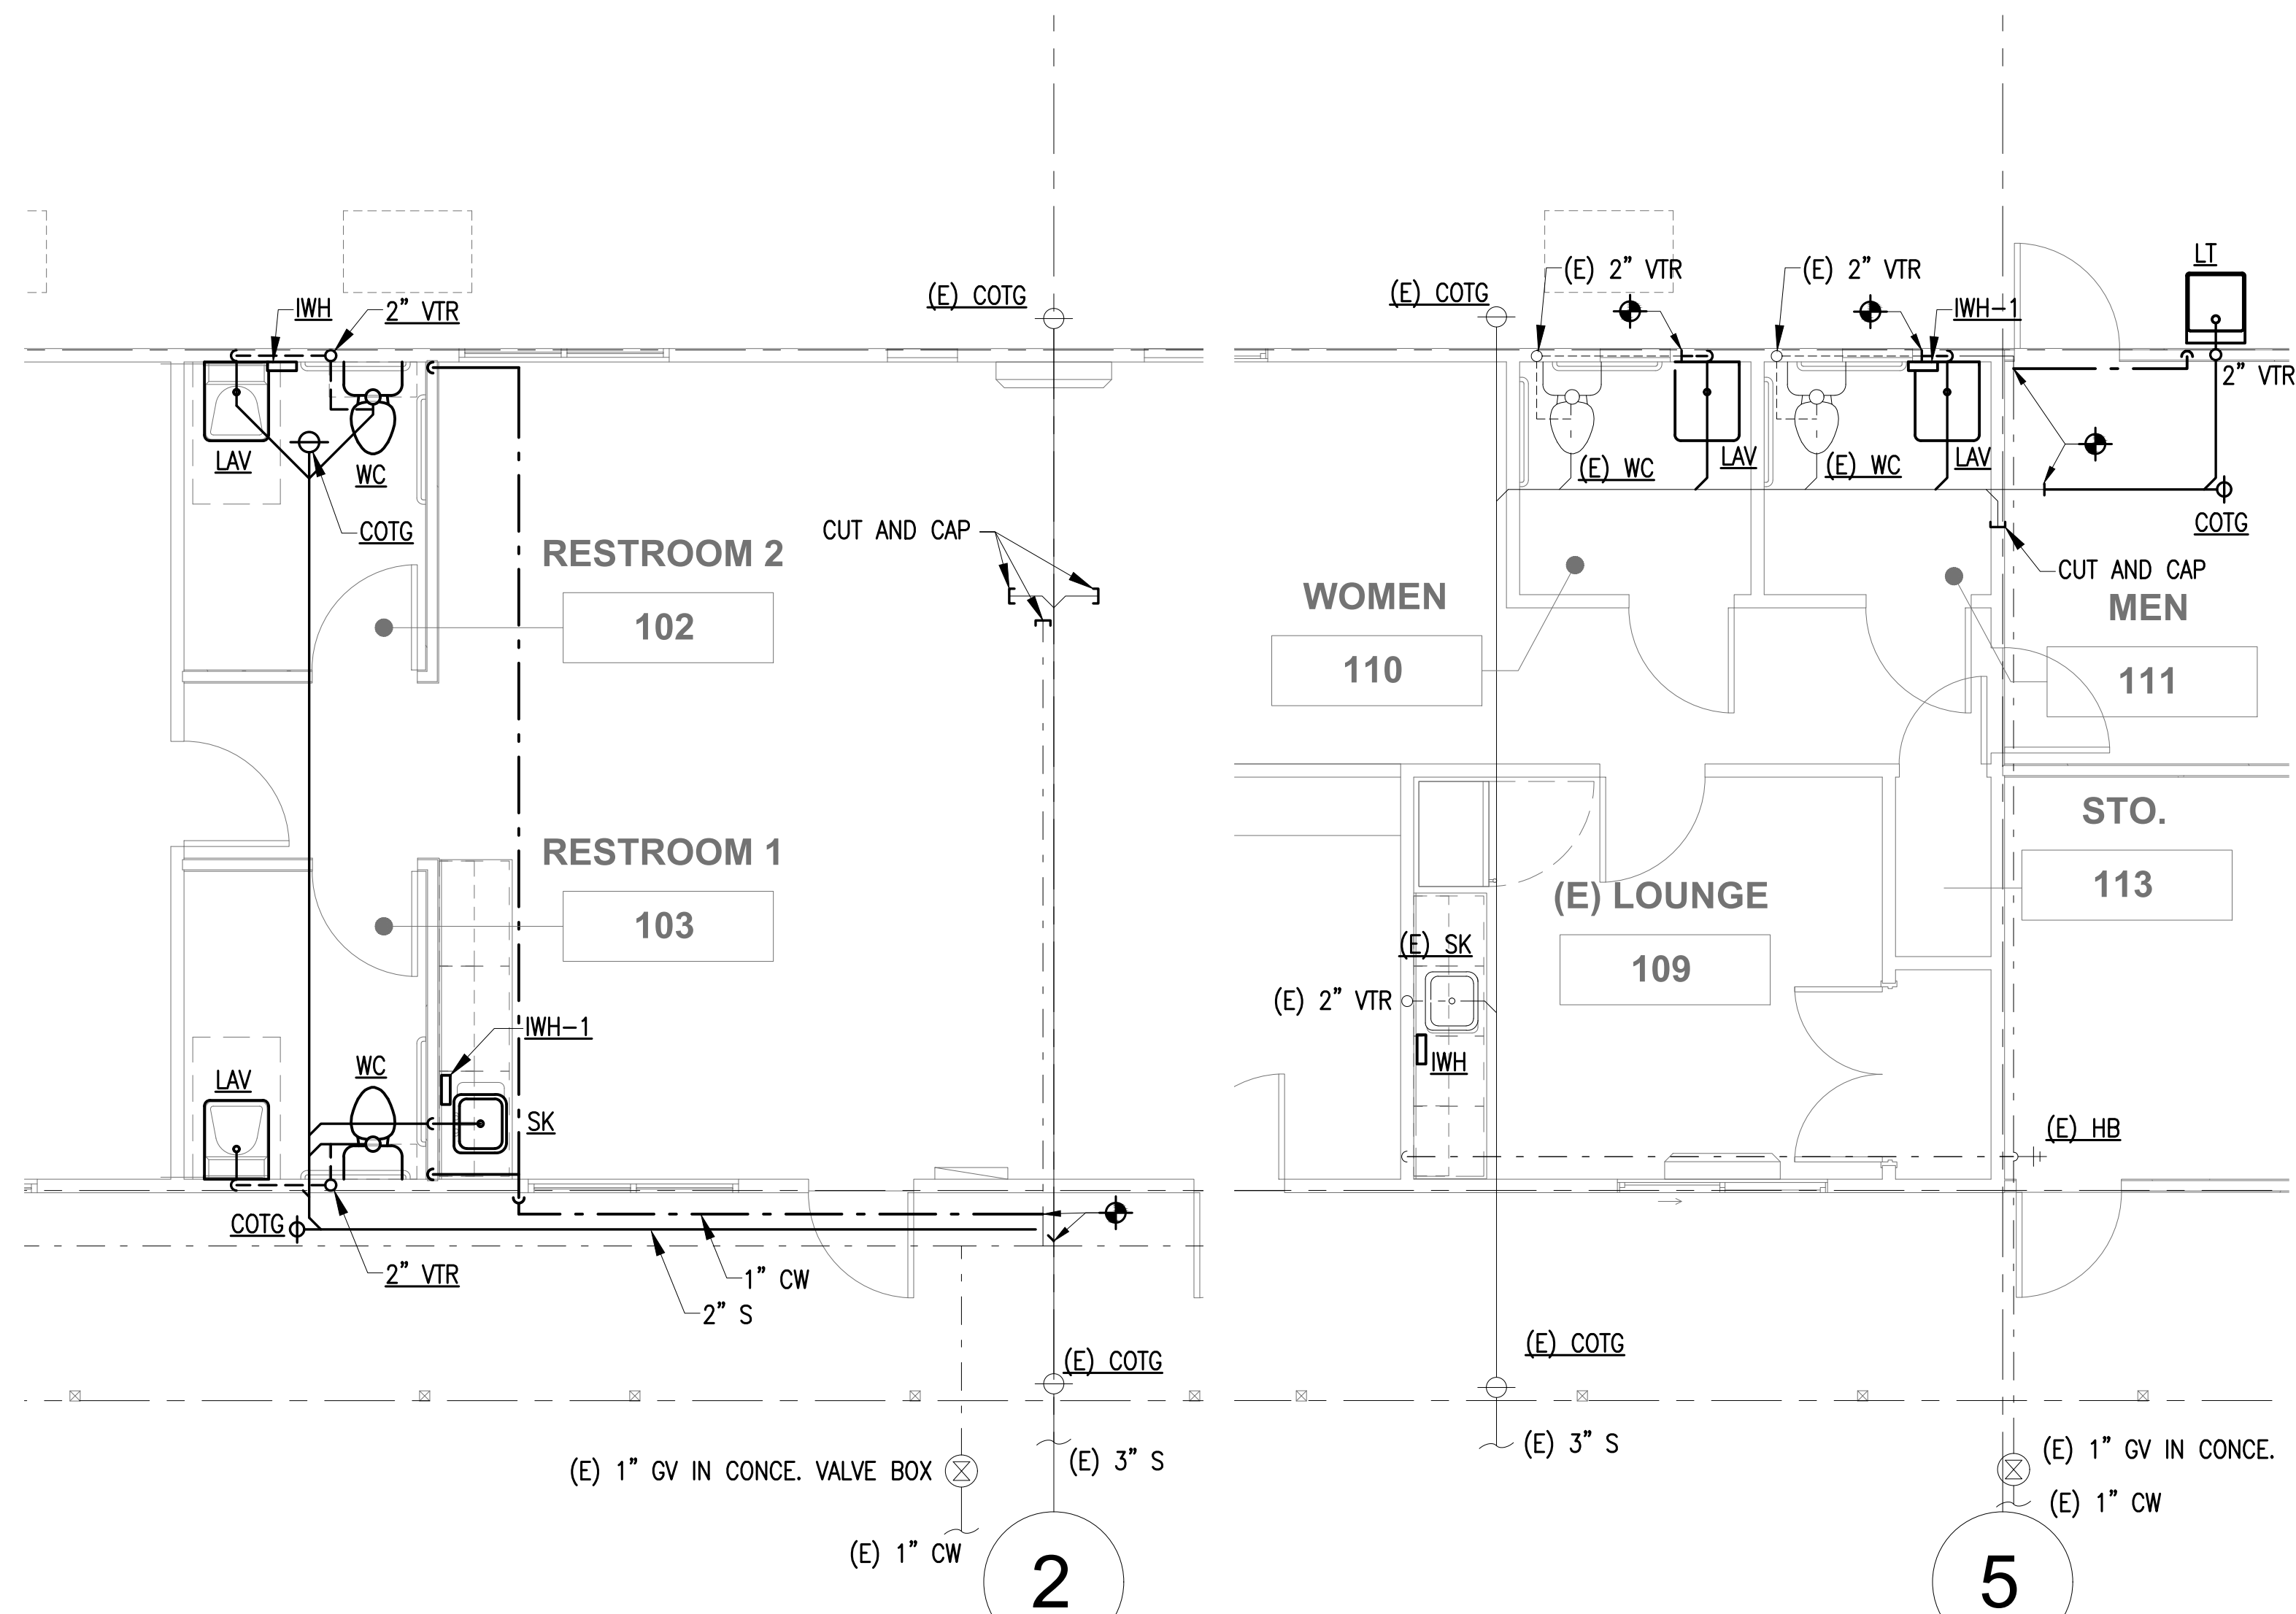 IWH
2” VTR
(E) COTG
LAV
WC
COTG
CUT AND CAP
RESTROOM 2
102
RESTROOM 1
103
IWH-1
LAV
WC
SK
COTG
2” VTR
1” CW
2” S
(E) COTG
(E) 1” GV IN CONCE. VALVE BOX
(E) 3” S
(E) 1” CW
2
(E) COTG
(E) 2” VTR
(E) 2” VTR
IWH-1
LT
2” VTR
(E) WC
LAV
(E) WC
LAV
COTG
CUT AND CAP
WOMEN
110
MEN
111
STO.
113
(E) LOUNGE
109
(E) SK
(E) 2” VTR
IWH
(E) HB
(E) COTG
(E) 3” S
(E) 1” GV IN CONCE.
(E) 1” CW
5